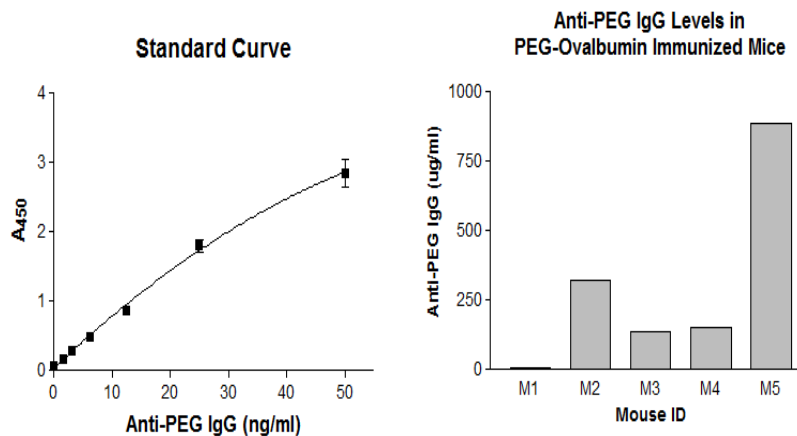 Standard Curve
A450
4
3
2
1
0
0 10 20 30 40 50
Anti-PEG IgG (ng/ml)
Anti-PEG IgG Levels in
PEG-Ovalbumin Immunized Mice
Anti-PEG IgG (ug/ml)
1000
750
500
250
0
M1 M2 M3 M4 M5
Mouse ID